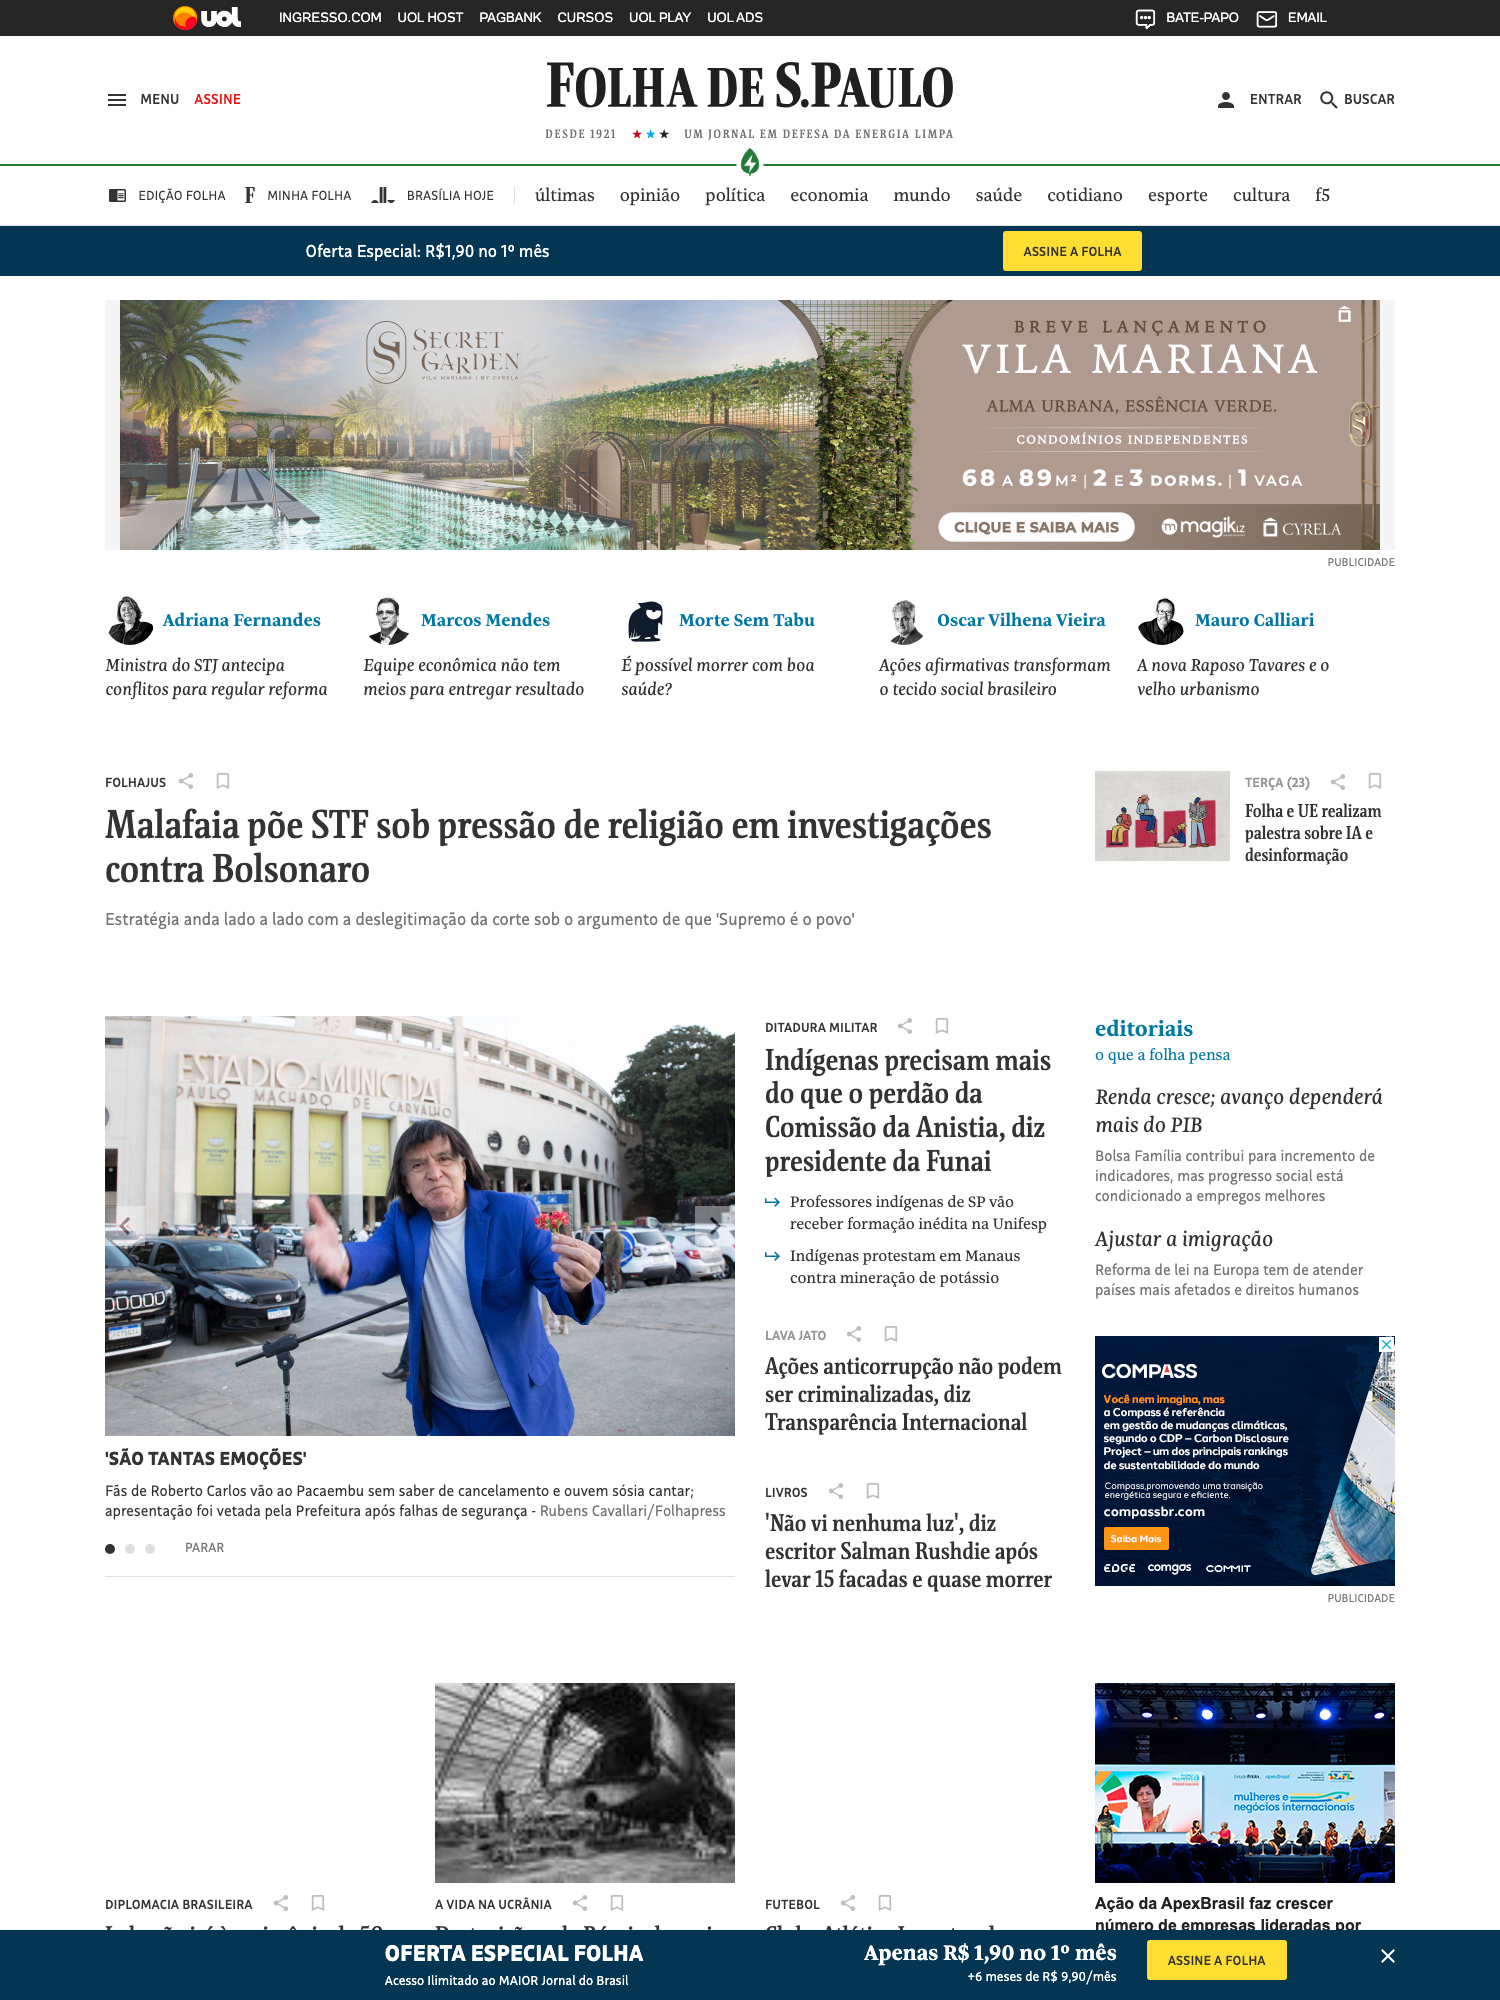 uol INGRESSO.COM UOL HOST PAGBANK CURSOS UOL PLAY UOL ADS BATE-PAPO EMAIL
MENU ASSINE
FOLHA DE S.PAULO
ENTRAR BUSCAR
DESDE 1921 ★★★ UM JORNAL EM DEFESA DA ENERGIA LIMPA
EDIÇÃO FOLHA F MINHA FOLHA BRASÍLIA HOJE últimas opinião política economia mundo saúde cotidiano esporte cultura f5
Oferta Especial: R$1,90 no 1º mês ASSINE A FOLHA
SECRET
GARDEN
VILA MARIANA | BY CYRELA
BREVE LANÇAMENTO
VILA MARIANA
ALMA URBANA, ESSÊNCIA VERDE.
CONDOMÍNIOS INDEPENDENTES
68 A 89M² | 2 E 3 DORMS. | 1 VAGA
CLIQUE E SAIBA MAIS magik LZ CYRELA
PUBLICIDADE
Adriana Fernandes
Ministra do STJ antecipa
conflitos para regular reforma
Marcos Mendes
Equipe econômica não tem
meios para entregar resultado
Morte Sem Tabu
É possível morrer com boa
saúde?
Oscar Vilhena Vieira
Ações afirmativas transformam
o tecido social brasileiro
Mauro Calliari
A nova Raposo Tavares e o
velho urbanismo
FOLHAJUS
Malafaia põe STF sob pressão de religião em investigações
contra Bolsonaro
Estratégia anda lado a lado com a deslegitimação da corte sob o argumento de que 'Supremo é o povo'
TERÇA (23)
Folha e UE realizam
palestra sobre IA e
desinformação
ESTADIO MUNICIPAL
PAULO MACHADO DE CARVALHO
'SÃO TANTAS EMOÇÕES'
Fãs de Roberto Carlos vão ao Pacaembu sem saber de cancelamento e ouvem sósia cantar;
apresentação foi vetada pela Prefeitura após falhas de segurança - Rubens Cavallari/Folhapress
PARAR
DITADURA MILITAR
Indígenas precisam mais
do que o perdão da
Comissão da Anistia, diz
presidente da Funai
Professores indígenas de SP vão
receber formação inédita na Unifesp
Indígenas protestam em Manaus
contra mineração de potássio
LAVA JATO
Ações anticorrupção não podem
ser criminalizadas, diz
Transparência Internacional
LIVROS
'Não vi nenhuma luz', diz
escritor Salman Rushdie após
levar 15 facadas e quase morrer
editoriais
o que a folha pensa
Renda cresce; avanço dependerá
mais do PIB
Bolsa Família contribui para incremento de
indicadores, mas progresso social está
condicionado a empregos melhores
Ajustar a imigração
Reforma de lei na Europa tem de atender
países mais afetados e direitos humanos
COMPASS
Você nem imagina, mas
a Compass é referência
em gestão de mudanças climáticas,
segundo o CDP – Carbon Disclosure
Project – um dos principais rankings
de sustentabilidade do mundo
Compass, promovendo uma transição
energética segura e eficiente.
compassbr.com
Saiba Mais
EDGE comgas COMMIT
PUBLICIDADE
DIPLOMACIA BRASILEIRA
A VIDA NA UCRÂNIA
FUTEBOL
mulheres e
negócios internacionais
Ação da ApexBrasil faz crescer
número de empresas lideradas por
OFERTA ESPECIAL FOLHA
Acesso Ilimitado ao MAIOR Jornal do Brasil
Apenas R$ 1,90 no 1º mês
+6 meses de R$ 9,90/mês
ASSINE A FOLHA